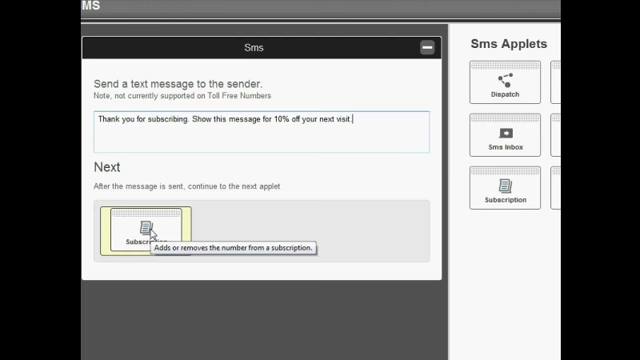 MS
Sms
Send a text message to the sender.
Note, not currently supported on Toll Free Numbers
Thank you for subscribing. Show this message for 10% off your next visit.
Next
After the message is sent, continue to the next applet
Adds or removes the number from a subscription.
Sms Applets
Dispatch
Sms Inbox
Subscription